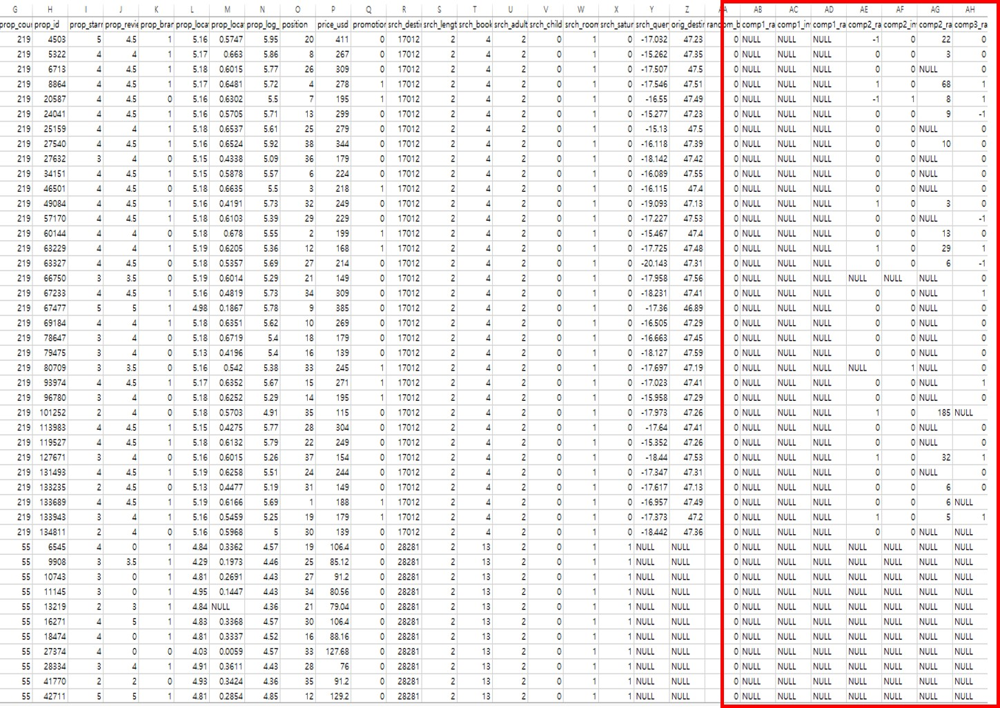 G H I J K L M N O P Q R S T U V W X Y Z AA AB AC AD AE AF AG AH
prop_cou prop_id prop_starr prop_revie prop_bran prop_loca prop_loca prop_log_ position price_usd promotior srch_desti srch_lengt srch_book srch_adult srch_child srch_room srch_satur srch_quer orig_destir random_b comp1_ra comp1_in comp1_ra comp2_ra comp2_in comp2_ra comp3_ra
219 4503 5 4.5 1 5.16 0.5747 5.95 20 411 0 17012 2 4 2 0 1 0 -17.032 47.23 0 NULL NULL NULL -1 0 22 0
219 5322 4 4 1 5.17 0.663 5.86 8 267 0 17012 2 4 2 0 1 0 -15.262 47.35 0 NULL NULL NULL 0 0 3 0
219 6713 4 4.5 1 5.18 0.6015 5.77 26 309 0 17012 2 4 2 0 1 0 -17.507 47.5 0 NULL NULL NULL 0 0 NULL 0
219 8864 4 4.5 1 5.17 0.6481 5.72 4 278 1 17012 2 4 2 0 1 0 -17.546 47.51 0 NULL NULL NULL 1 0 68 1
219 20587 4 4.5 0 5.16 0.6302 5.5 7 195 1 17012 2 4 2 0 1 0 -16.55 47.49 0 NULL NULL NULL -1 1 8 1
219 24041 4 4.5 1 5.16 0.5705 5.71 13 299 0 17012 2 4 2 0 1 0 -15.277 47.23 0 NULL NULL NULL 0 0 9 -1
219 25159 4 4 1 5.18 0.6537 5.61 25 279 0 17012 2 4 2 0 1 0 -15.13 47.5 0 NULL NULL NULL 0 0 NULL 0
219 27540 4 4.5 1 5.16 0.6524 5.92 38 344 0 17012 2 4 2 0 1 0 -16.118 47.39 0 NULL NULL NULL 0 0 10 0
219 27632 3 4 0 5.15 0.4338 5.09 36 179 0 17012 2 4 2 0 1 0 -18.142 47.42 0 NULL NULL NULL 0 0 NULL 0
219 34151 4 4.5 1 5.15 0.5878 5.57 6 224 0 17012 2 4 2 0 1 0 -16.089 47.55 0 NULL NULL NULL 0 0 NULL 0
219 46501 4 4.5 0 5.18 0.6635 5.5 3 218 1 17012 2 4 2 0 1 0 -16.115 47.4 0 NULL NULL NULL 0 0 NULL 0
219 49084 4 4.5 1 5.16 0.4191 5.73 32 249 0 17012 2 4 2 0 1 0 -19.093 47.13 0 NULL NULL NULL 1 0 3 0
219 57170 4 4.5 1 5.18 0.6103 5.39 29 229 0 17012 2 4 2 0 1 0 -17.227 47.53 0 NULL NULL NULL 0 0 NULL -1
219 60144 4 4 0 5.18 0.678 5.55 2 199 1 17012 2 4 2 0 1 0 -15.467 47.4 0 NULL NULL NULL 0 0 13 0
219 63229 4 4 1 5.19 0.6205 5.36 12 168 1 17012 2 4 2 0 1 0 -17.725 47.48 0 NULL NULL NULL 1 0 29 1
219 63327 4 4.5 0 5.18 0.5357 5.69 27 214 0 17012 2 4 2 0 1 0 -20.143 47.31 0 NULL NULL NULL 0 0 6 -1
219 66750 3 3.5 0 5.19 0.6014 5.29 21 149 0 17012 2 4 2 0 1 0 -17.958 47.56 0 NULL NULL NULL NULL NULL NULL 0
219 67233 4 4.5 1 5.16 0.4819 5.73 34 309 0 17012 2 4 2 0 1 0 -18.231 47.41 0 NULL NULL NULL 0 0 NULL 1
219 67477 5 5 1 4.98 0.1867 5.78 9 385 0 17012 2 4 2 0 1 0 -17.36 46.89 0 NULL NULL NULL 0 0 NULL 0
219 69184 4 4 1 5.18 0.6351 5.62 10 269 0 17012 2 4 2 0 1 0 -16.505 47.29 0 NULL NULL NULL 0 0 NULL 0
219 78647 3 4 0 5.18 0.6719 5.4 18 179 0 17012 2 4 2 0 1 0 -16.663 47.45 0 NULL NULL NULL 0 0 NULL 0
219 79475 3 4 0 5.13 0.4196 5.4 16 139 0 17012 2 4 2 0 1 0 -18.127 47.59 0 NULL NULL NULL 0 0 NULL 0
219 80709 3 3.5 0 5.16 0.542 5.38 33 245 1 17012 2 4 2 0 1 0 -17.697 47.19 0 NULL NULL NULL NULL 1 NULL 0
219 93974 4 4.5 1 5.17 0.6352 5.67 15 271 1 17012 2 4 2 0 1 0 -17.023 47.41 0 NULL NULL NULL 0 0 NULL 1
219 96780 3 4 0 5.18 0.6252 5.29 14 195 1 17012 2 4 2 0 1 0 -15.958 47.29 0 NULL NULL NULL 0 0 NULL 0
219 101252 2 4 0 5.18 0.5703 4.91 35 115 0 17012 2 4 2 0 1 0 -17.973 47.26 0 NULL NULL NULL 1 0 185 NULL
219 113983 4 4.5 1 5.15 0.4275 5.77 28 304 0 17012 2 4 2 0 1 0 -17.64 47.41 0 NULL NULL NULL 0 0 NULL 0
219 119527 4 4.5 1 5.18 0.6132 5.79 22 249 0 17012 2 4 2 0 1 0 -15.352 47.26 0 NULL NULL NULL 0 0 NULL 0
219 127671 3 4 0 5.16 0.6015 5.26 37 154 0 17012 2 4 2 0 1 0 -18.44 47.53 0 NULL NULL NULL 1 0 32 1
219 131493 4 4.5 1 5.19 0.6258 5.51 24 244 0 17012 2 4 2 0 1 0 -17.347 47.31 0 NULL NULL NULL 0 0 NULL 0
219 133235 2 4.5 0 5.13 0.4477 5.19 31 149 0 17012 2 4 2 0 1 0 -17.617 47.13 0 NULL NULL NULL 0 0 6 0
219 133689 4 4.5 1 5.19 0.6166 5.69 1 188 1 17012 2 4 2 0 1 0 -16.957 47.49 0 NULL NULL NULL 0 0 6 NULL
219 133943 3 4 1 5.16 0.5459 5.25 19 179 1 17012 2 4 2 0 1 0 -17.373 47.2 0 NULL NULL NULL 1 0 5 1
219 134811 2 4 0 5.16 0.5968 5 30 139 0 17012 2 4 2 0 1 0 -18.442 47.36 0 NULL NULL NULL 0 0 NULL NULL
55 6545 4 0 1 4.84 0.3362 4.57 19 106.4 0 28281 2 13 2 0 1 1 NULL NULL 0 NULL NULL NULL NULL NULL NULL NULL
55 9908 3 3.5 1 4.29 0.1973 4.46 25 85.12 0 28281 2 13 2 0 1 1 NULL NULL 0 NULL NULL NULL NULL NULL NULL NULL
55 10743 3 0 1 4.81 0.2691 4.43 27 91.2 0 28281 2 13 2 0 1 1 NULL NULL 0 NULL NULL NULL NULL NULL NULL NULL
55 11145 3 0 1 4.95 0.1447 4.43 34 80.56 0 28281 2 13 2 0 1 1 NULL NULL 0 NULL NULL NULL NULL NULL NULL NULL
55 13219 2 3 1 4.84 NULL 4.36 21 79.04 0 28281 2 13 2 0 1 1 NULL NULL 0 NULL NULL NULL NULL NULL NULL NULL
55 16271 4 5 1 4.83 0.3368 4.57 30 106.4 0 28281 2 13 2 0 1 1 NULL NULL 0 NULL NULL NULL NULL NULL NULL NULL
55 18474 4 0 1 4.81 0.3337 4.52 16 88.16 0 28281 2 13 2 0 1 1 NULL NULL 0 NULL NULL NULL NULL NULL NULL NULL
55 27374 4 0 0 4.03 0.0059 4.57 33 127.68 0 28281 2 13 2 0 1 1 NULL NULL 0 NULL NULL NULL NULL NULL NULL NULL
55 28334 3 4 1 4.91 0.3611 4.43 28 76 0 28281 2 13 2 0 1 1 NULL NULL 0 NULL NULL NULL NULL NULL NULL NULL
55 41770 2 2 0 4.93 0.3424 4.36 35 91.2 0 28281 2 13 2 0 1 1 NULL NULL 0 NULL NULL NULL NULL NULL NULL NULL
55 42711 5 5 1 4.81 0.2854 4.85 12 129.2 0 28281 2 13 2 0 1 1 NULL NULL 0 NULL NULL NULL NULL NULL NULL NULL